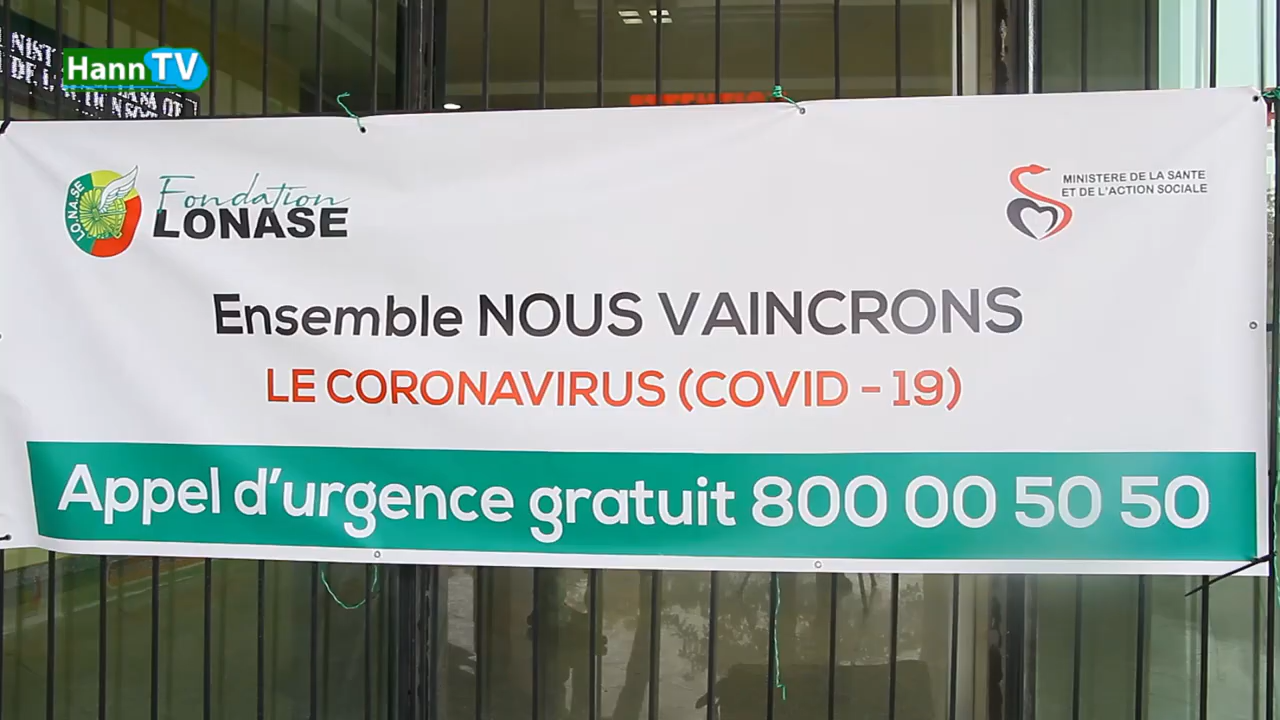 HannTV
LO.NA.SE
Fondation
LONASE
MINISTERE DE LA SANTE
ET DE L'ACTION SOCIALE
Ensemble NOUS VAINCRONS
LE CORONAVIRUS (COVID - 19)
Appel d'urgence gratuit 800 00 50 50